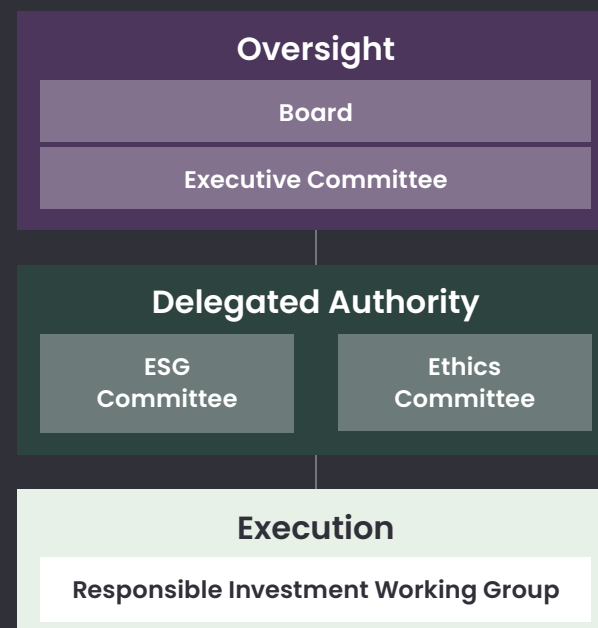 Oversight
Board
Executive Committee
Delegated Authority
ESG
Committee
Ethics
Committee
Execution
Responsible Investment Working Group